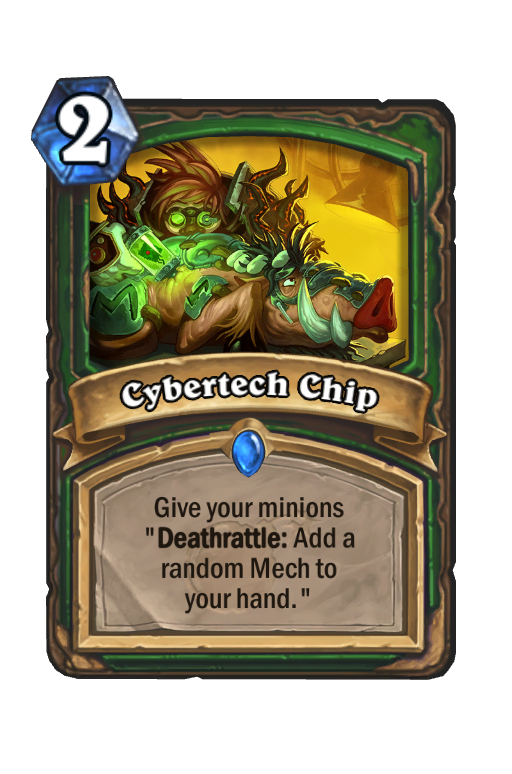 2
Cybertech Chip
Give your minions
"Deathrattle: Add a
random Mech to
your hand."